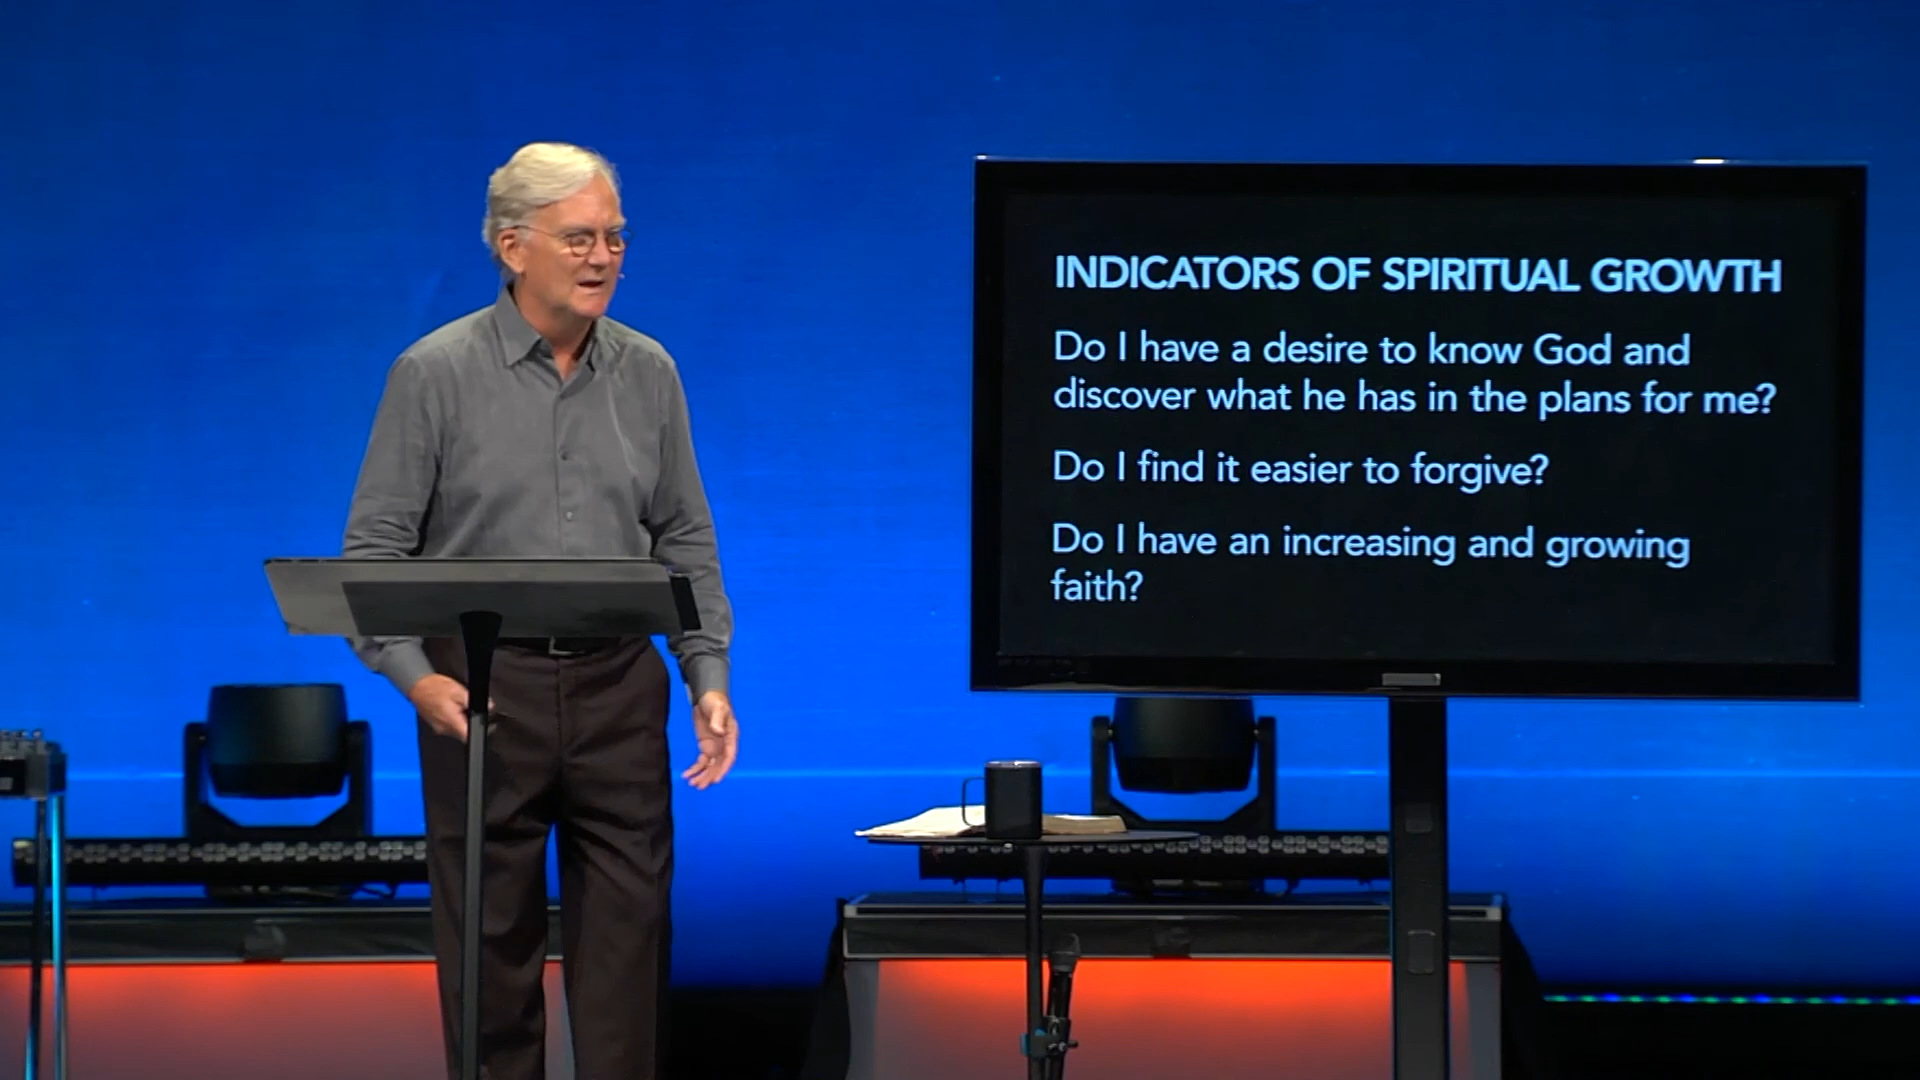 INDICATORS OF SPIRITUAL GROWTH
Do I have a desire to know God and
discover what he has in the plans for me?
Do I find it easier to forgive?
Do I have an increasing and growing
faith?